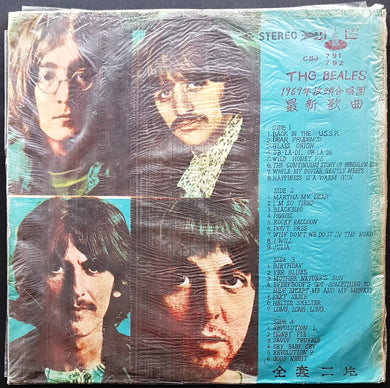 STEREO
CSJ 791
792
THG BEALES
1969年披頭合唱團
最新歌曲
SIDE 1
1. BACK IN THE U.S.S.R.
2. DEAR PRUDENCE
3. GLASS ONION
4. OB-LA-DI, OB-LA-DA
5. WILD HONEY PIE
6. THE CONTINUING STORY OF BUNGALOW
7. WHILE MY GUITAR GENTLY WEEPS
8. HAPPINESS IS A WARM GUN
SIDE 2
1. MARTHA MY DEAR
2. I'M SO TIRED
3. BLACKBIRD
4. PIGGIES
5. ROCKY RACCOON
6. DON'T PASS
7. WHY DON'T WE DO IT IN THE ROAD
8. I WILL
9. JULIA
SIDE 3
1. BIRTHDAY
2. YER BLUES
3. MOTHER NATURE'S SON
4. EVERYBODY'S GOT SOMETHING TO
HIDE EXCEPT ME AND MY MONKEY
5. SEXY SADIE
6. HELTER SKELTER
7. LONG, LONG, LONG
SIDE 4
1. REVOLUTION 1
2. HONEY PIE
3. SAVOY TRUFFLE
4. CRY BABY CRY
5. REVOLUTION 9
6. GOOD NIGHT
全套二片